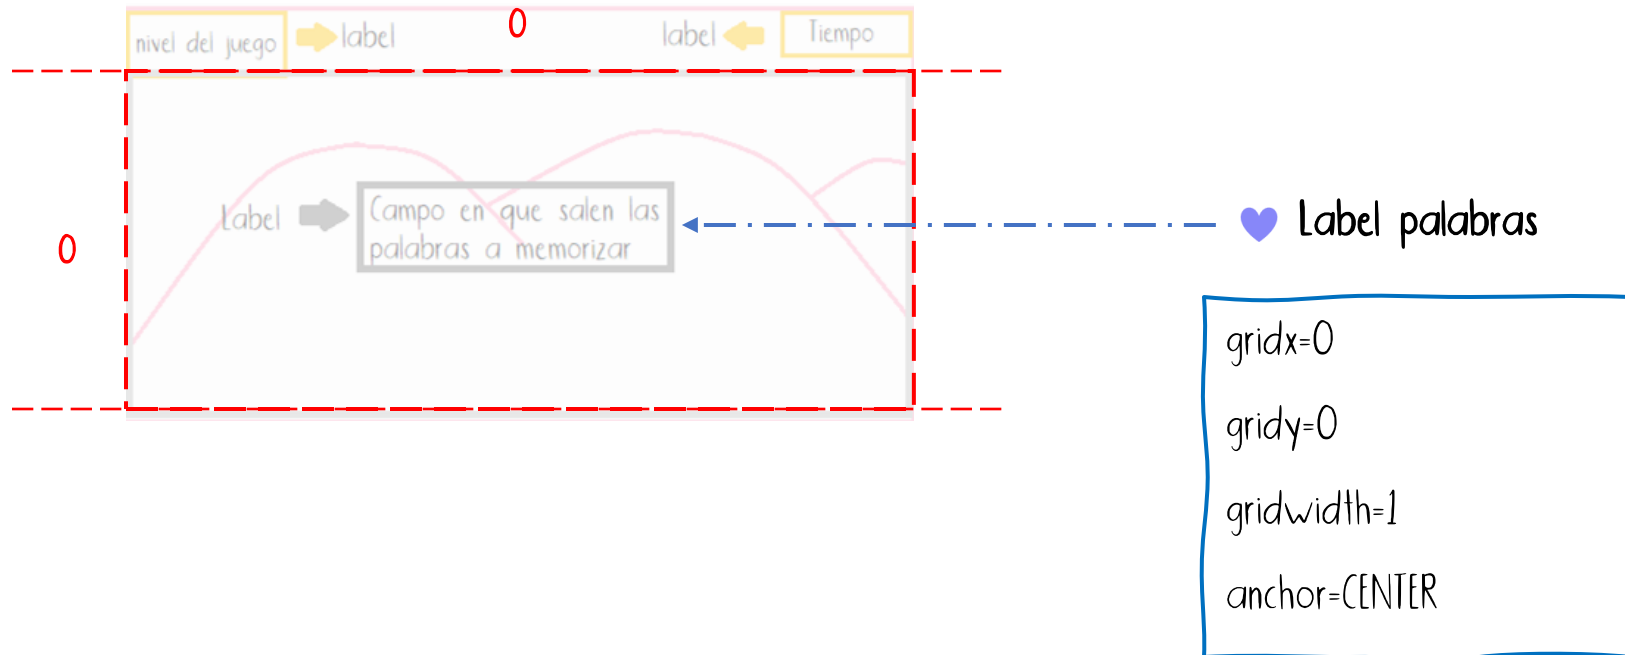 nivel del juego
label
0
label
Tiempo
0
Label
Campo en que salen las
palabras a memorizar
Label palabras
gridx=0
gridy=0
gridwidth=1
anchor=CENTER